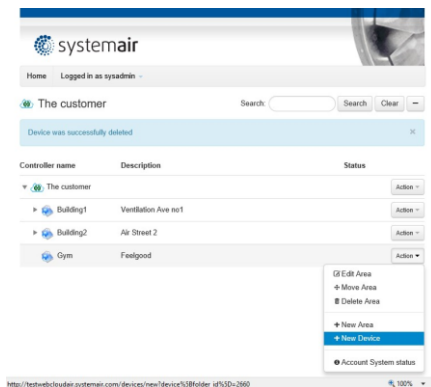 systemair
Home Logged in as sysadmin
The customer Search: Search Clear
Device was successfully deleted ×
Controller name Description Status
The customer Action
Building1 Ventilation Ave no1 Action
Building2 Air Street 2 Action
Gym Feelgood Action
Edit Area
Move Area
Delete Area
+ New Area
+ New Device
Account System status
http://testwebcloudair.systemair.com/devices/new?device%5Bfolder_id%5D=2660 100%